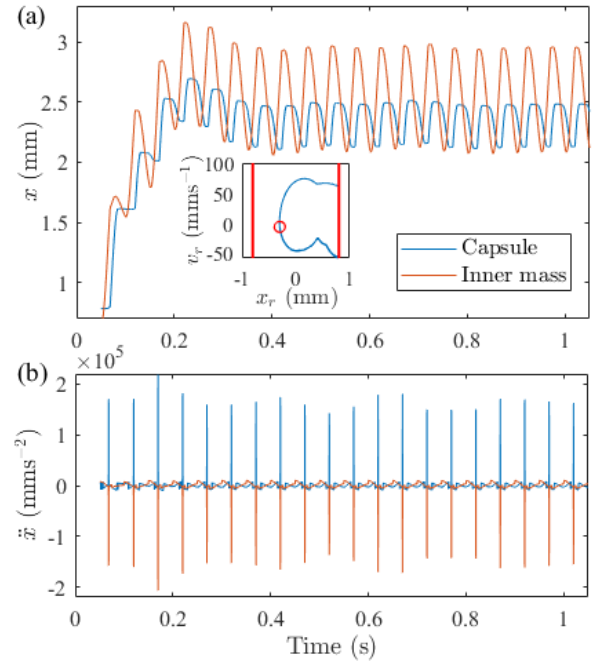 (a)
3
2.5
2
1.5
1
x (mm)
100
50
0
-50
v_r (mms⁻¹)
-1 0 1
x_r (mm)
Capsule
Inner mass
0 0.2 0.4 0.6 0.8 1
(b)
×10⁵
2
1
0
-1
-2
ẍ (mms⁻²)
0 0.2 0.4 0.6 0.8 1
Time (s)